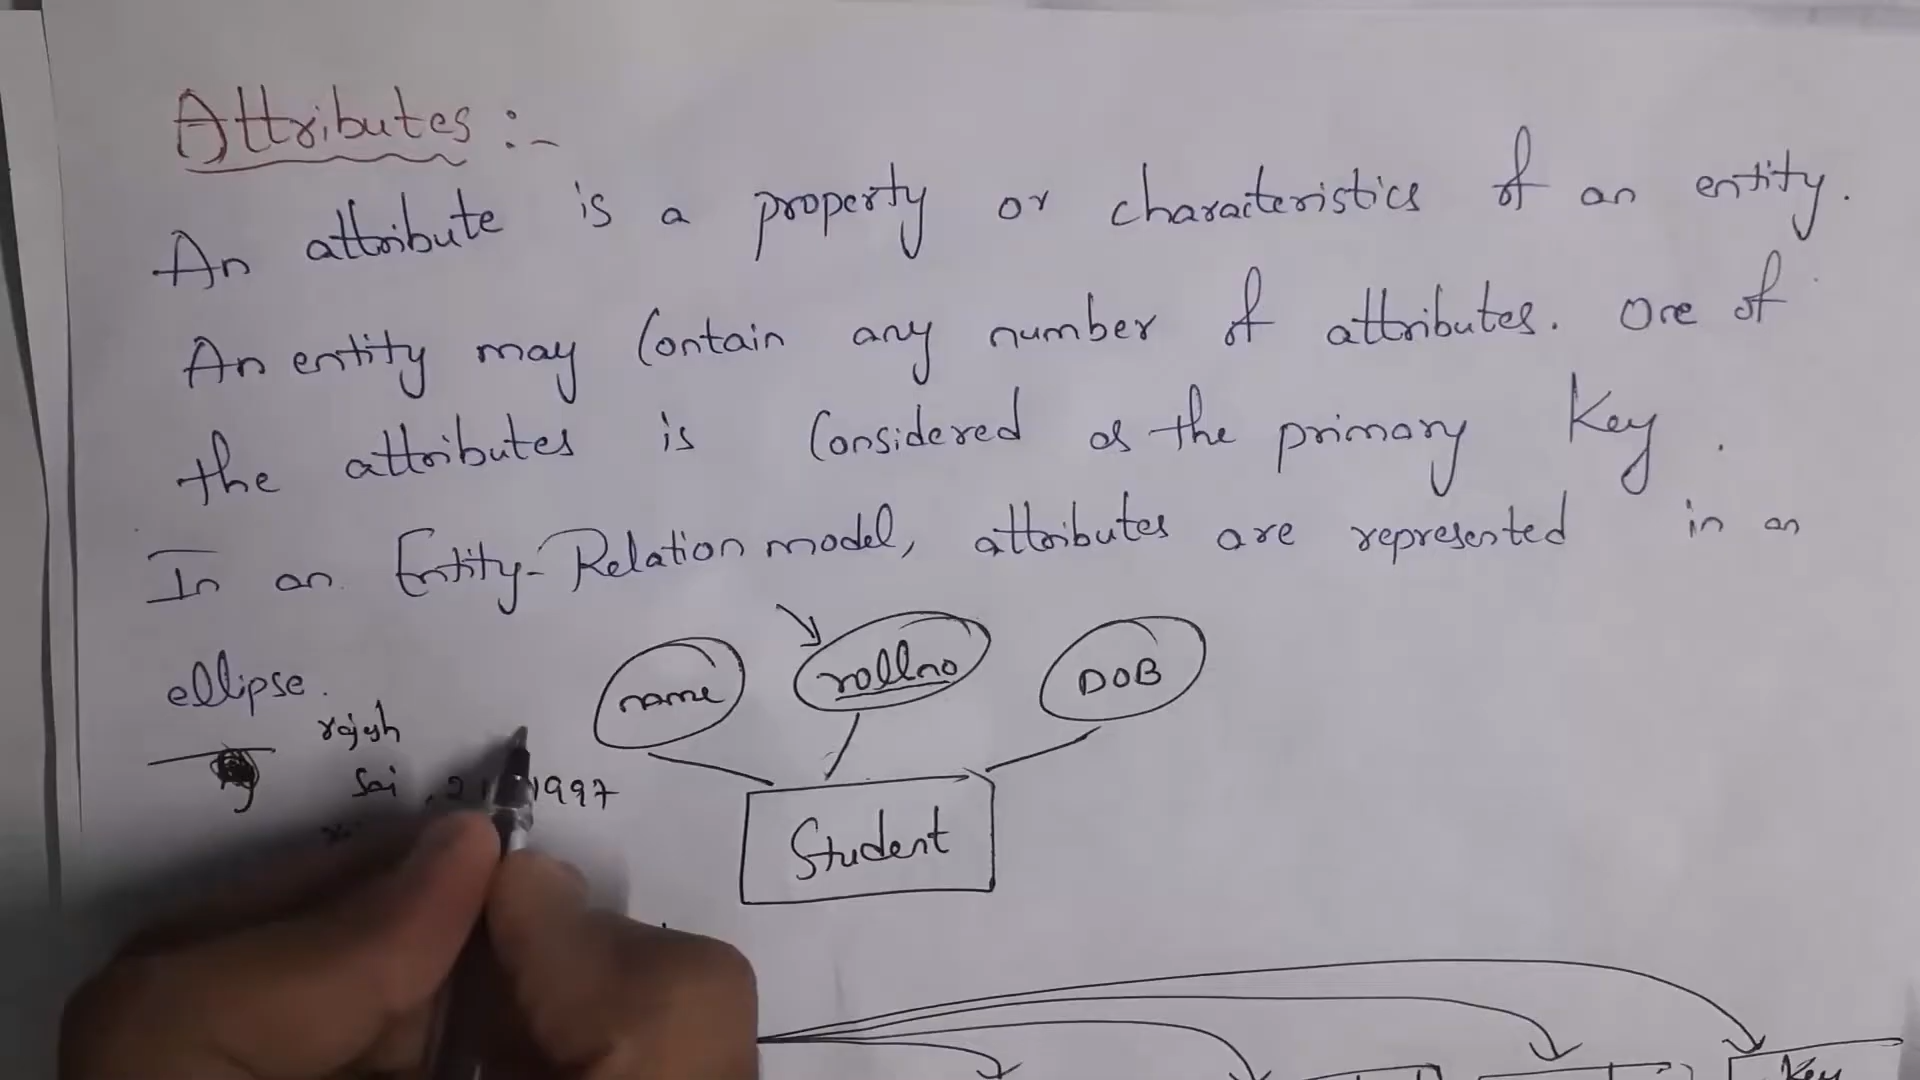 Attributes :-
An attribute is a property or characteristics of an entity.
An entity may Contain any number of attributes. One of
the attributes is Considered as the primary Key.
In an Entity-Relation model, attributes are represented in an
ellipse.
name rollno DOB
Sai 1997
Student
Key